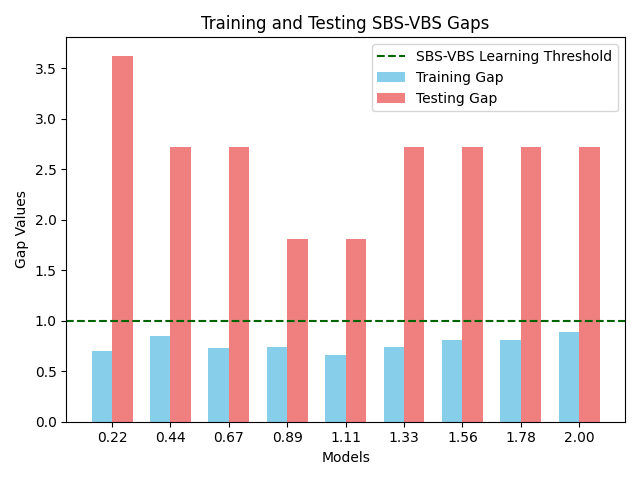 Training and Testing SBS-VBS Gaps
SBS-VBS Learning Threshold
Training Gap
Testing Gap
Gap Values
3.5
3.0
2.5
2.0
1.5
1.0
0.5
0.0
0.22 0.44 0.67 0.89 1.11 1.33 1.56 1.78 2.00
Models